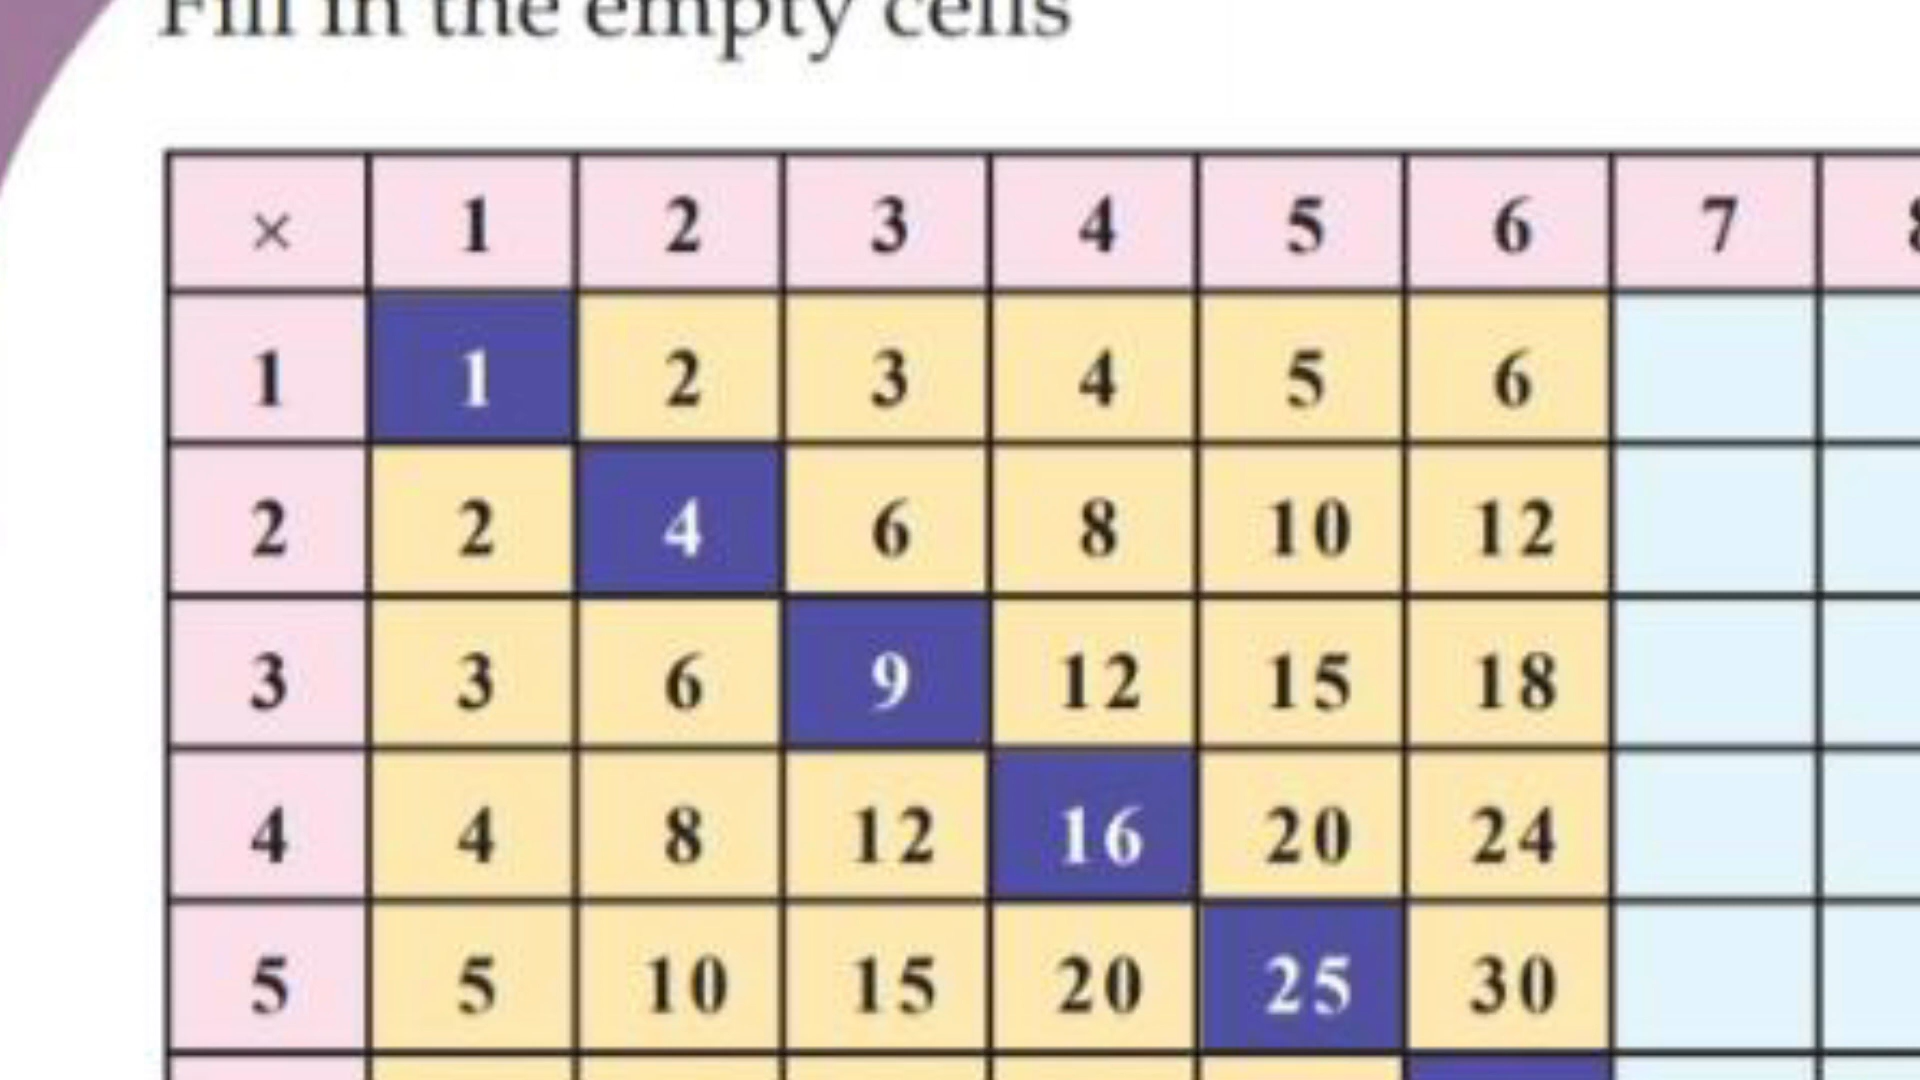 Fill in the empty cells
× 1 2 3 4 5 6 7 8
1 1 2 3 4 5 6
2 2 4 6 8 10 12
3 3 6 9 12 15 18
4 4 8 12 16 20 24
5 5 10 15 20 25 30